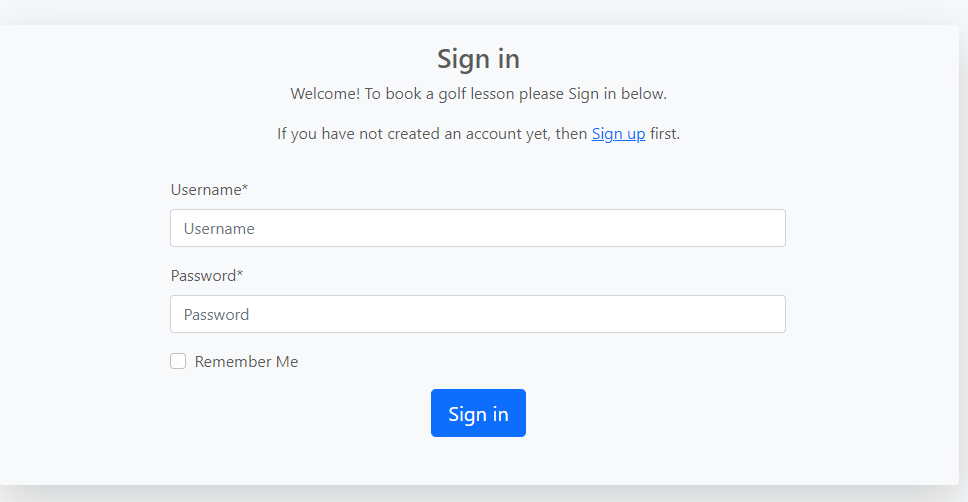 Sign in
Welcome! To book a golf lesson please Sign in below.
If you have not created an account yet, then Sign up first.
Username*
Username
Password*
Password
Remember Me
Sign in